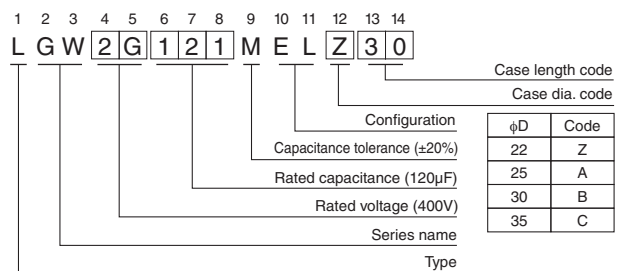 1 2 3 4 5 6 7 8 9 10 11 12 13 14
L G W 2 G 1 2 1 M E L Z 3 0
Case length code
Case dia. code
Configuration
Capacitance tolerance (±20%)
Rated capacitance (120µF)
Rated voltage (400V)
Series name
Type
ϕD Code
22 Z
25 A
30 B
35 C